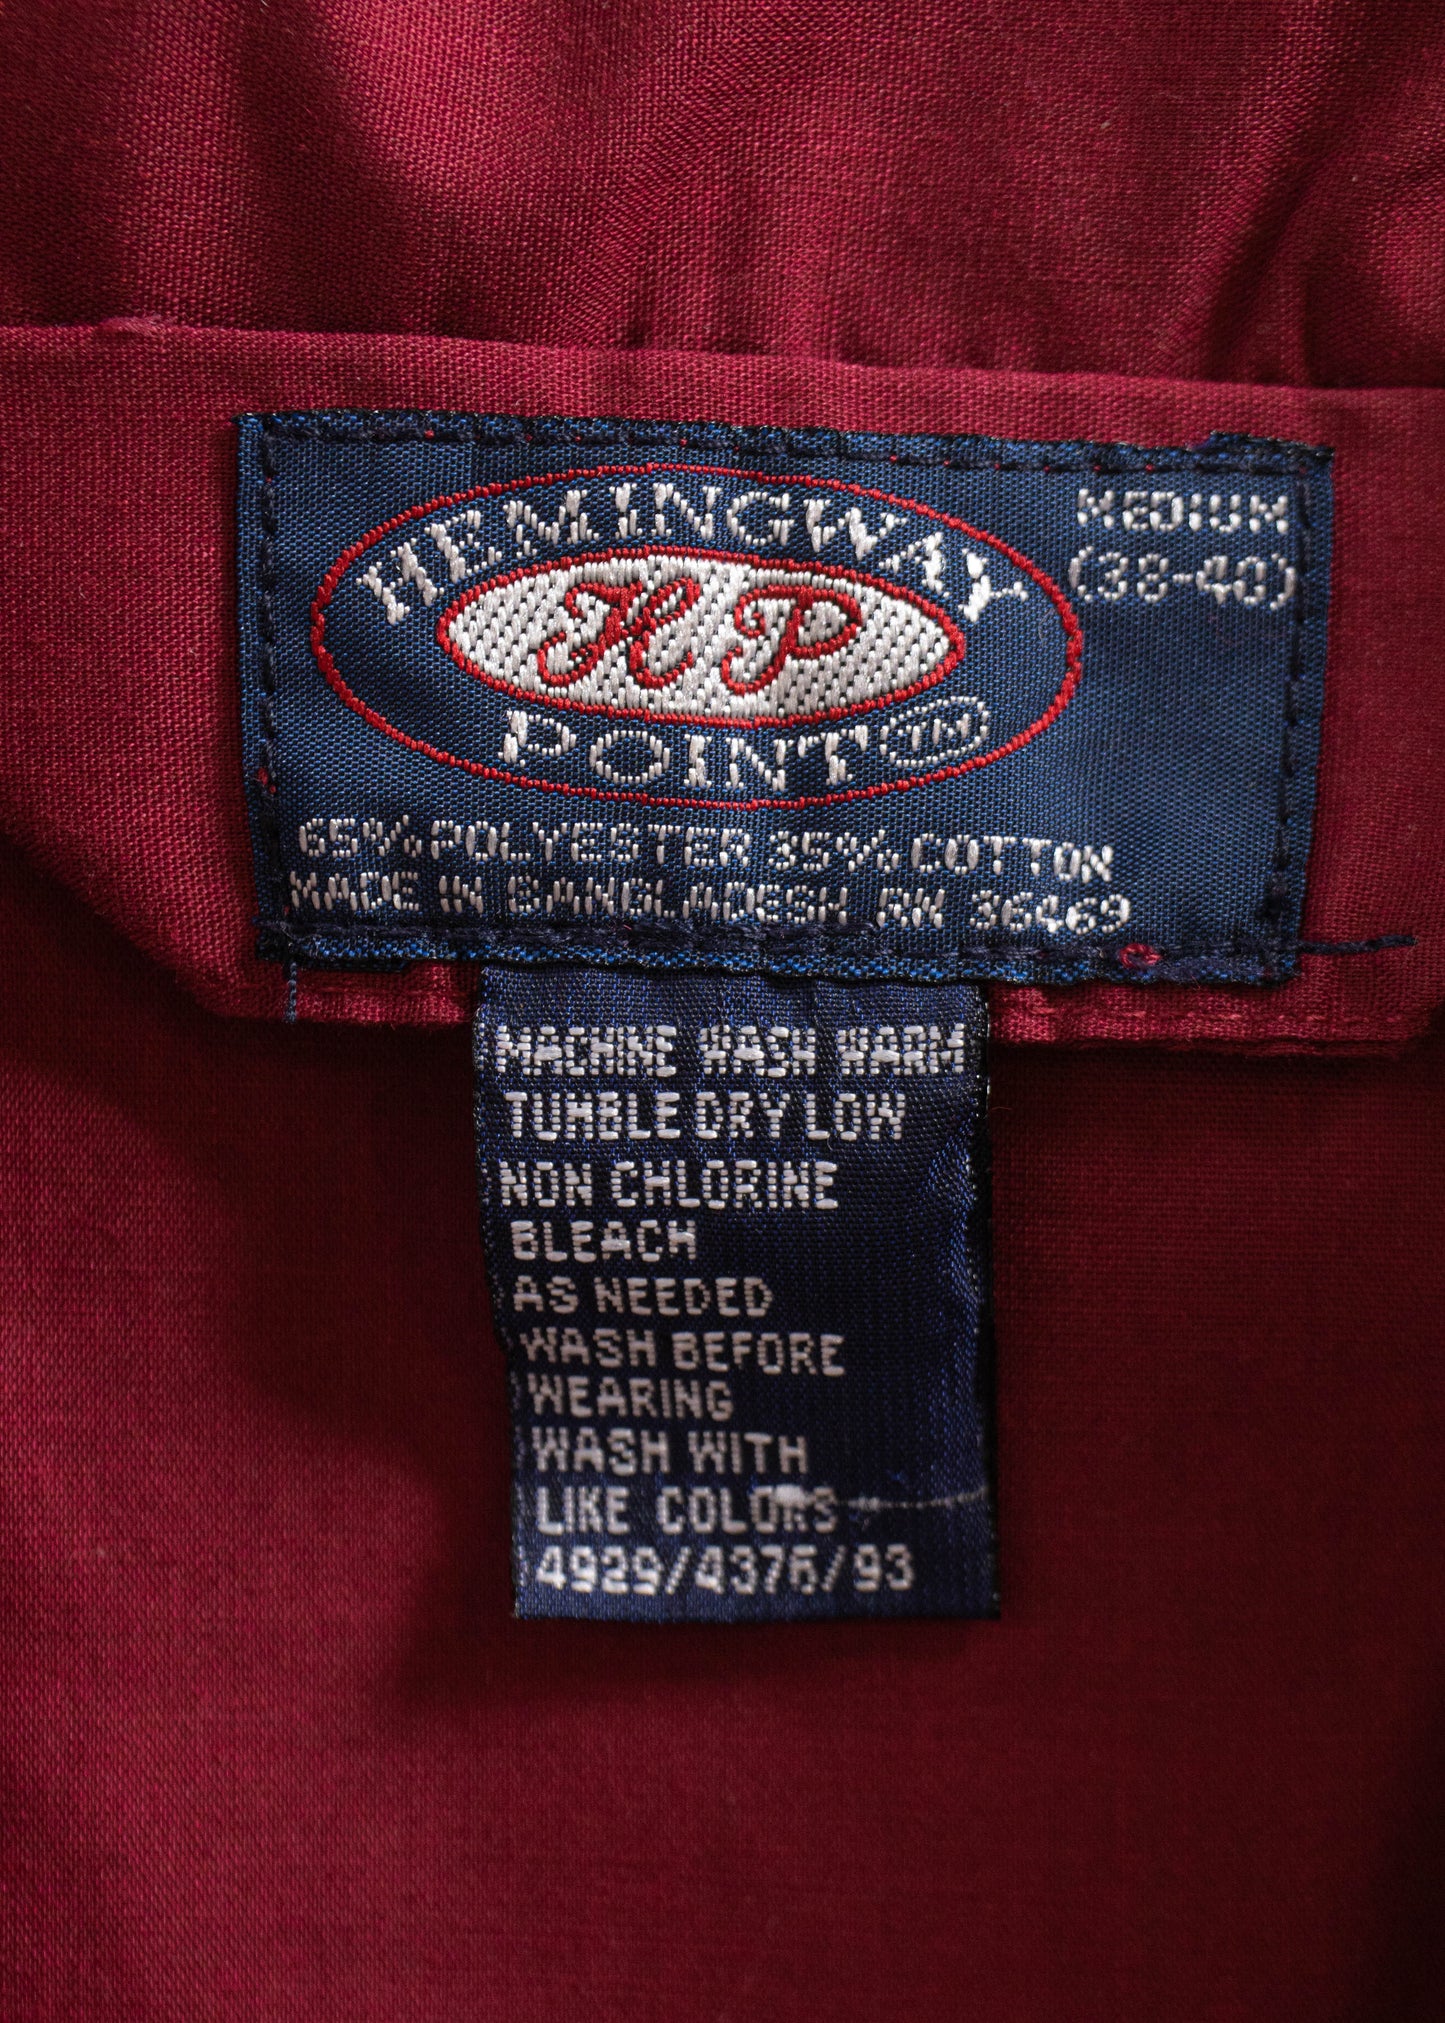 HEMINGWAY
HP
POINT TM
MEDIUM
(38-40)
65% POLYESTER 35% COTTON
MADE IN BANGLADESH RN 36469
MACHINE WASH WARM
TUMBLE DRY LOW
NON CHLORINE
BLEACH
AS NEEDED
WASH BEFORE
WEARING
WASH WITH
LIKE COLORS
4929/4376/93